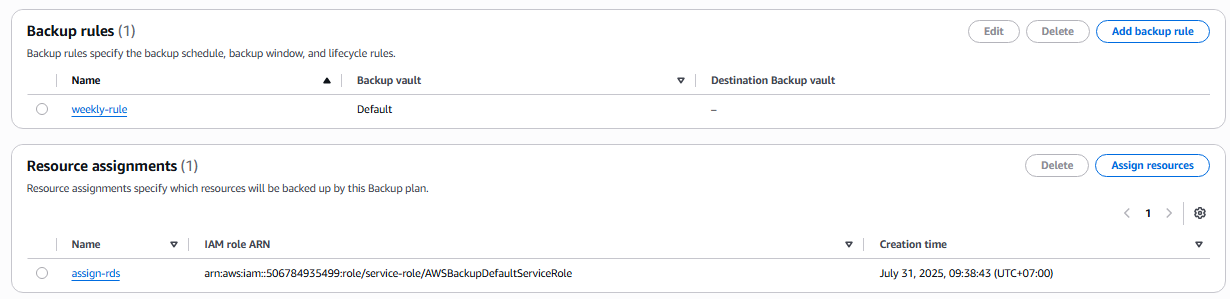 Backup rules (1)
Edit
Delete
Add backup rule
Backup rules specify the backup schedule, backup window, and lifecycle rules.
Name
Backup vault
Destination Backup vault
weekly-rule
Default
–
Resource assignments (1)
Delete
Assign resources
Resource assignments specify which resources will be backed up by this Backup plan.
1
Name
IAM role ARN
Creation time
assign-rds
arn:aws:iam::506784935499:role/service-role/AWSBackupDefaultServiceRole
July 31, 2025, 09:38:43 (UTC+07:00)